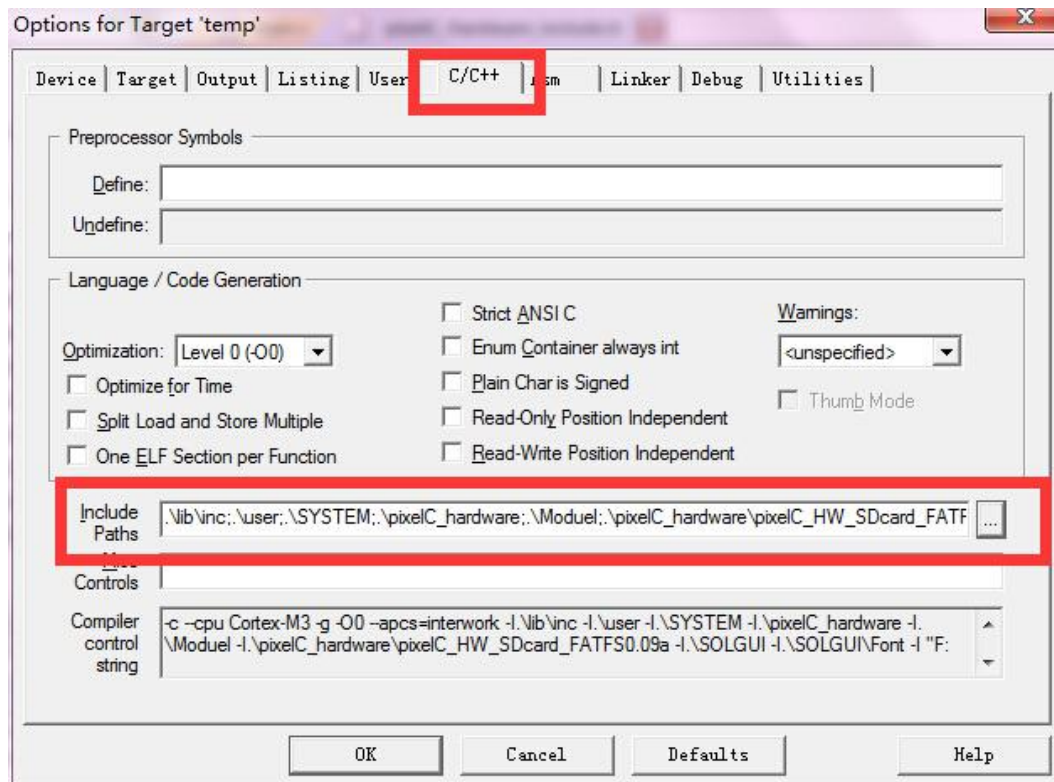 Options for Target 'temp'
Device Target Output Listing User C/C++ Asm Linker Debug Utilities
Preprocessor Symbols
Define:
Undefine:
Language / Code Generation
Strict ANSI C
Warnings:
Optimization: Level 0 (-O0)
Enum Container always int
<unspecified>
Optimize for Time
Plain Char is Signed
Thumb Mode
Split Load and Store Multiple
Read-Only Position Independent
One ELF Section per Function
Read-Write Position Independent
Include Paths
.\lib\inc;.\user;.\SYSTEM;.\pixelC_hardware;.\Moduel;.\pixelC_hardware\pixelC_HW_SDcard_FATF
...
Misc Controls
Compiler control string
-c --cpu Cortex-M3 -g -O0 --apcs=interwork -I.\lib\inc -I.\user -I.\SYSTEM -I.\pixelC_hardware -I.
\Moduel -I.\pixelC_hardware\pixelC_HW_SDcard_FATFS0.09a -I.\SOLGUI -I.\SOLGUI\Font -I "F:
OK Cancel Defaults Help